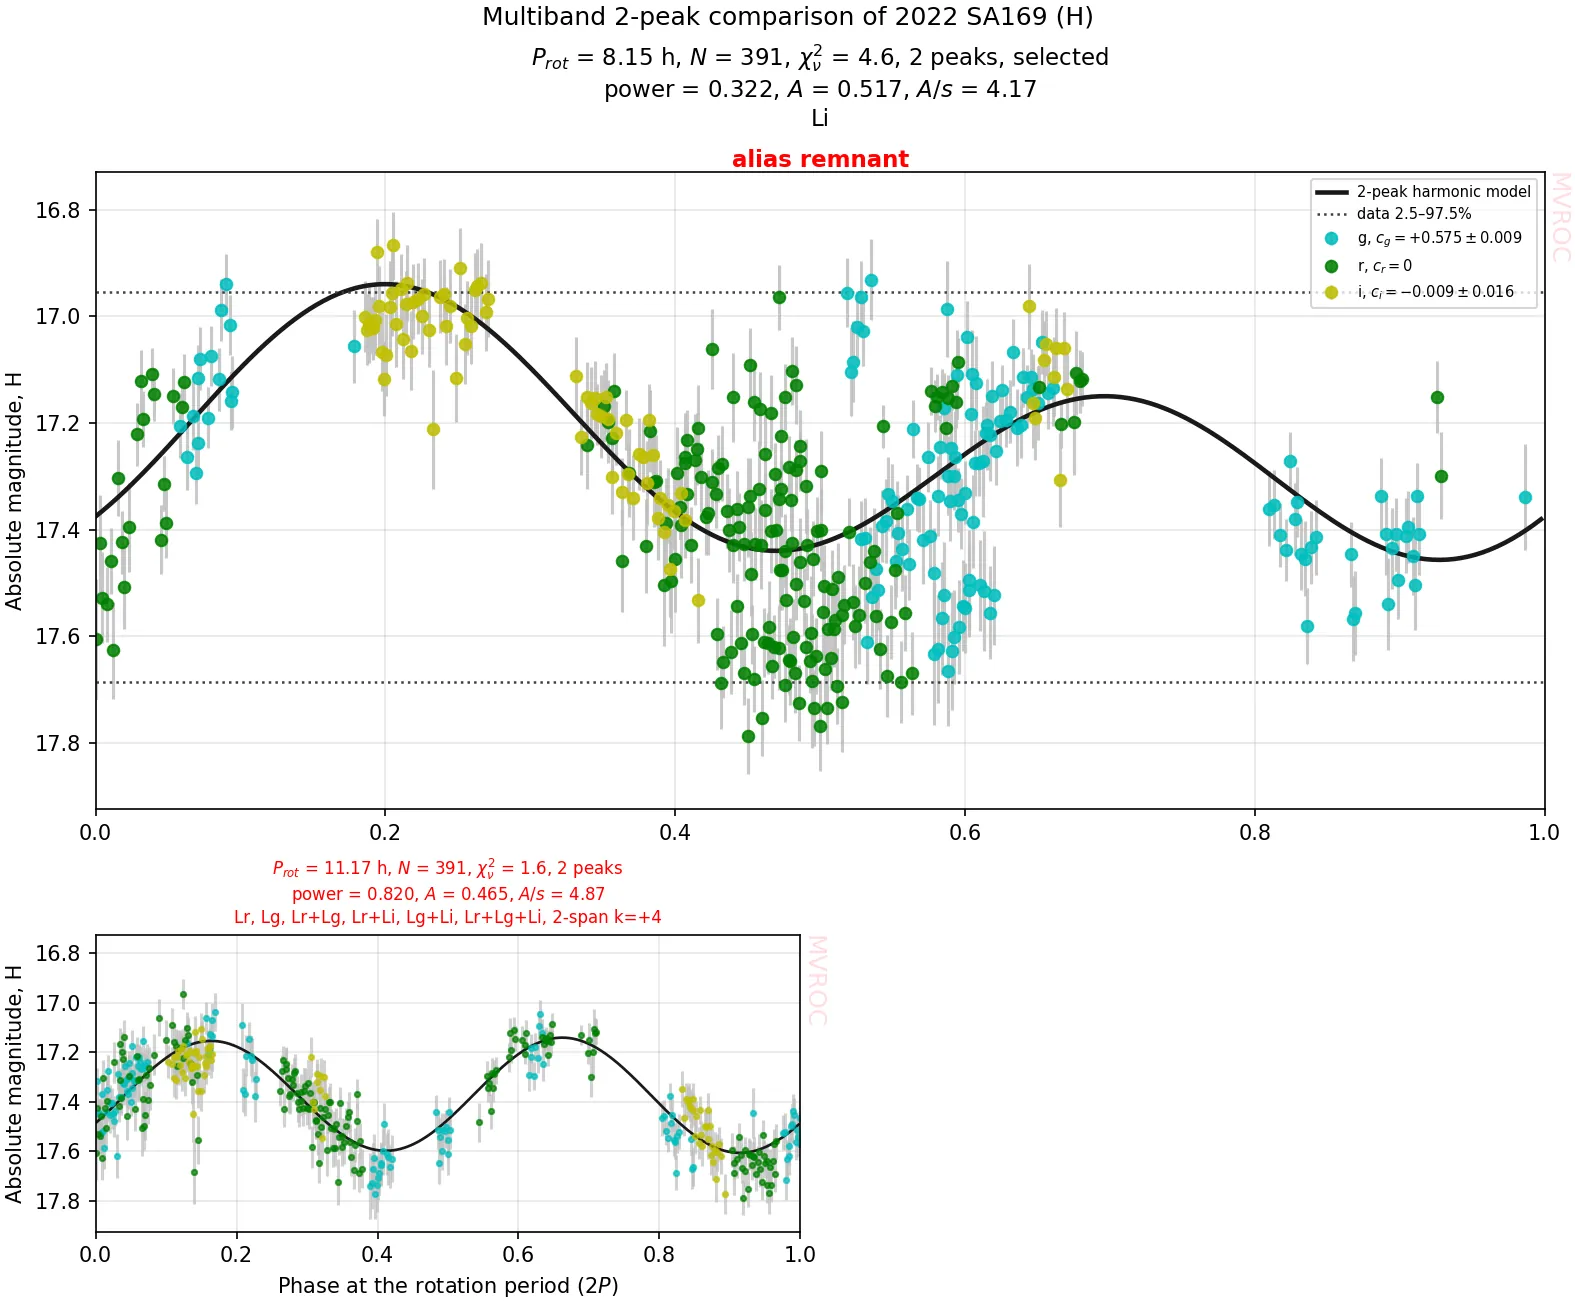 Multiband 2-peak comparison of 2022 SA169 (H)
P_rot = 8.15 h, N = 391, χ²_ν = 4.6, 2 peaks, selected
power = 0.322, A = 0.517, A/s = 4.17
Li
alias remnant
2-peak harmonic model
data 2.5–97.5%
g, c_g = +0.575 ± 0.009
r, c_r = 0
i, c_i = −0.009 ± 0.016
MVROC
Absolute magnitude, H
16.8
17.0
17.2
17.4
17.6
17.8
0.0 0.2 0.4 0.6 0.8 1.0
P_rot = 11.17 h, N = 391, χ²_ν = 1.6, 2 peaks
power = 0.820, A = 0.465, A/s = 4.87
Lr, Lg, Lr+Lg, Lr+Li, Lg+Li, Lr+Lg+Li, 2-span k=+4
MVROC
Absolute magnitude, H
16.8
17.0
17.2
17.4
17.6
17.8
0.0 0.2 0.4 0.6 0.8 1.0
Phase at the rotation period (2P)